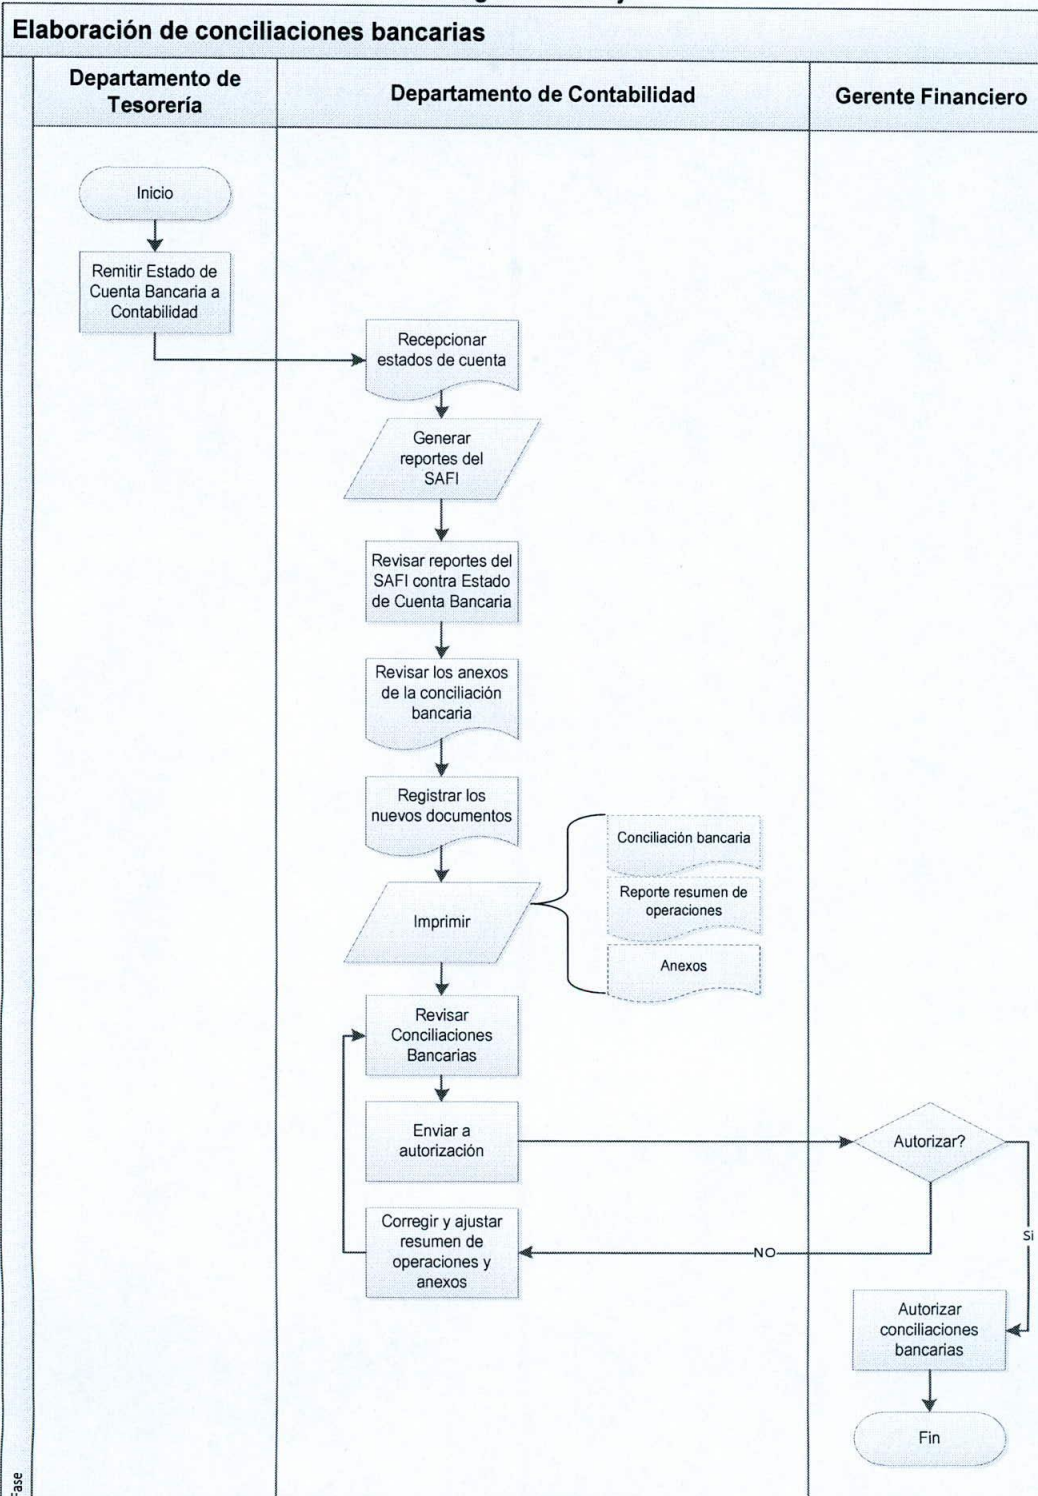 Elaboración de conciliaciones bancarias
Departamento de
Tesorería
Departamento de Contabilidad
Gerente Financiero
Inicio
Remitir Estado de
Cuenta Bancaria a
Contabilidad
Recepcionar
estados de cuenta
Generar
reportes del
SAFI
Revisar reportes del
SAFI contra Estado
de Cuenta Bancaria
Revisar los anexos
de la conciliación
bancaria
Registrar los
nuevos documentos
Imprimir
Conciliación bancaria
Reporte resumen de
operaciones
Anexos
Revisar
Conciliaciones
Bancarias
Enviar a
autorización
Autorizar?
Corregir y ajustar
resumen de
operaciones y
anexos
NO
Si
Autorizar
conciliaciones
bancarias
Fin
Fase